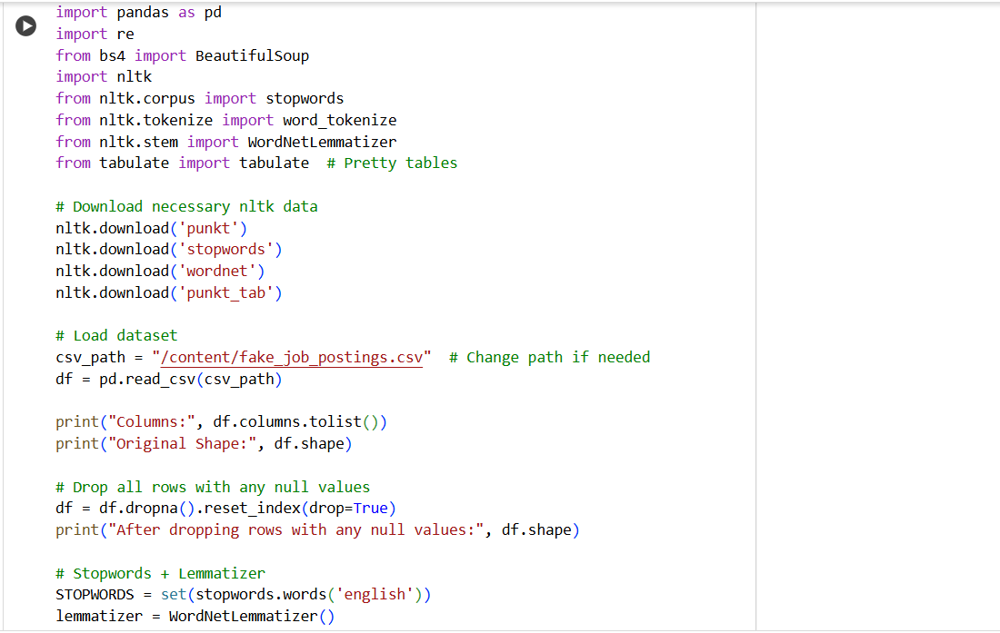 import pandas as pd
import re
from bs4 import BeautifulSoup
import nltk
from nltk.corpus import stopwords
from nltk.tokenize import word_tokenize
from nltk.stem import WordNetLemmatizer
from tabulate import tabulate  # Pretty tables
# Download necessary nltk data
nltk.download('punkt')
nltk.download('stopwords')
nltk.download('wordnet')
nltk.download('punkt_tab')
# Load dataset
csv_path = "/content/fake_job_postings.csv"  # Change path if needed
df = pd.read_csv(csv_path)
print("Columns:", df.columns.tolist())
print("Original Shape:", df.shape)
# Drop all rows with any null values
df = df.dropna().reset_index(drop=True)
print("After dropping rows with any null values:", df.shape)
# Stopwords + Lemmatizer
STOPWORDS = set(stopwords.words('english'))
lemmatizer = WordNetLemmatizer()